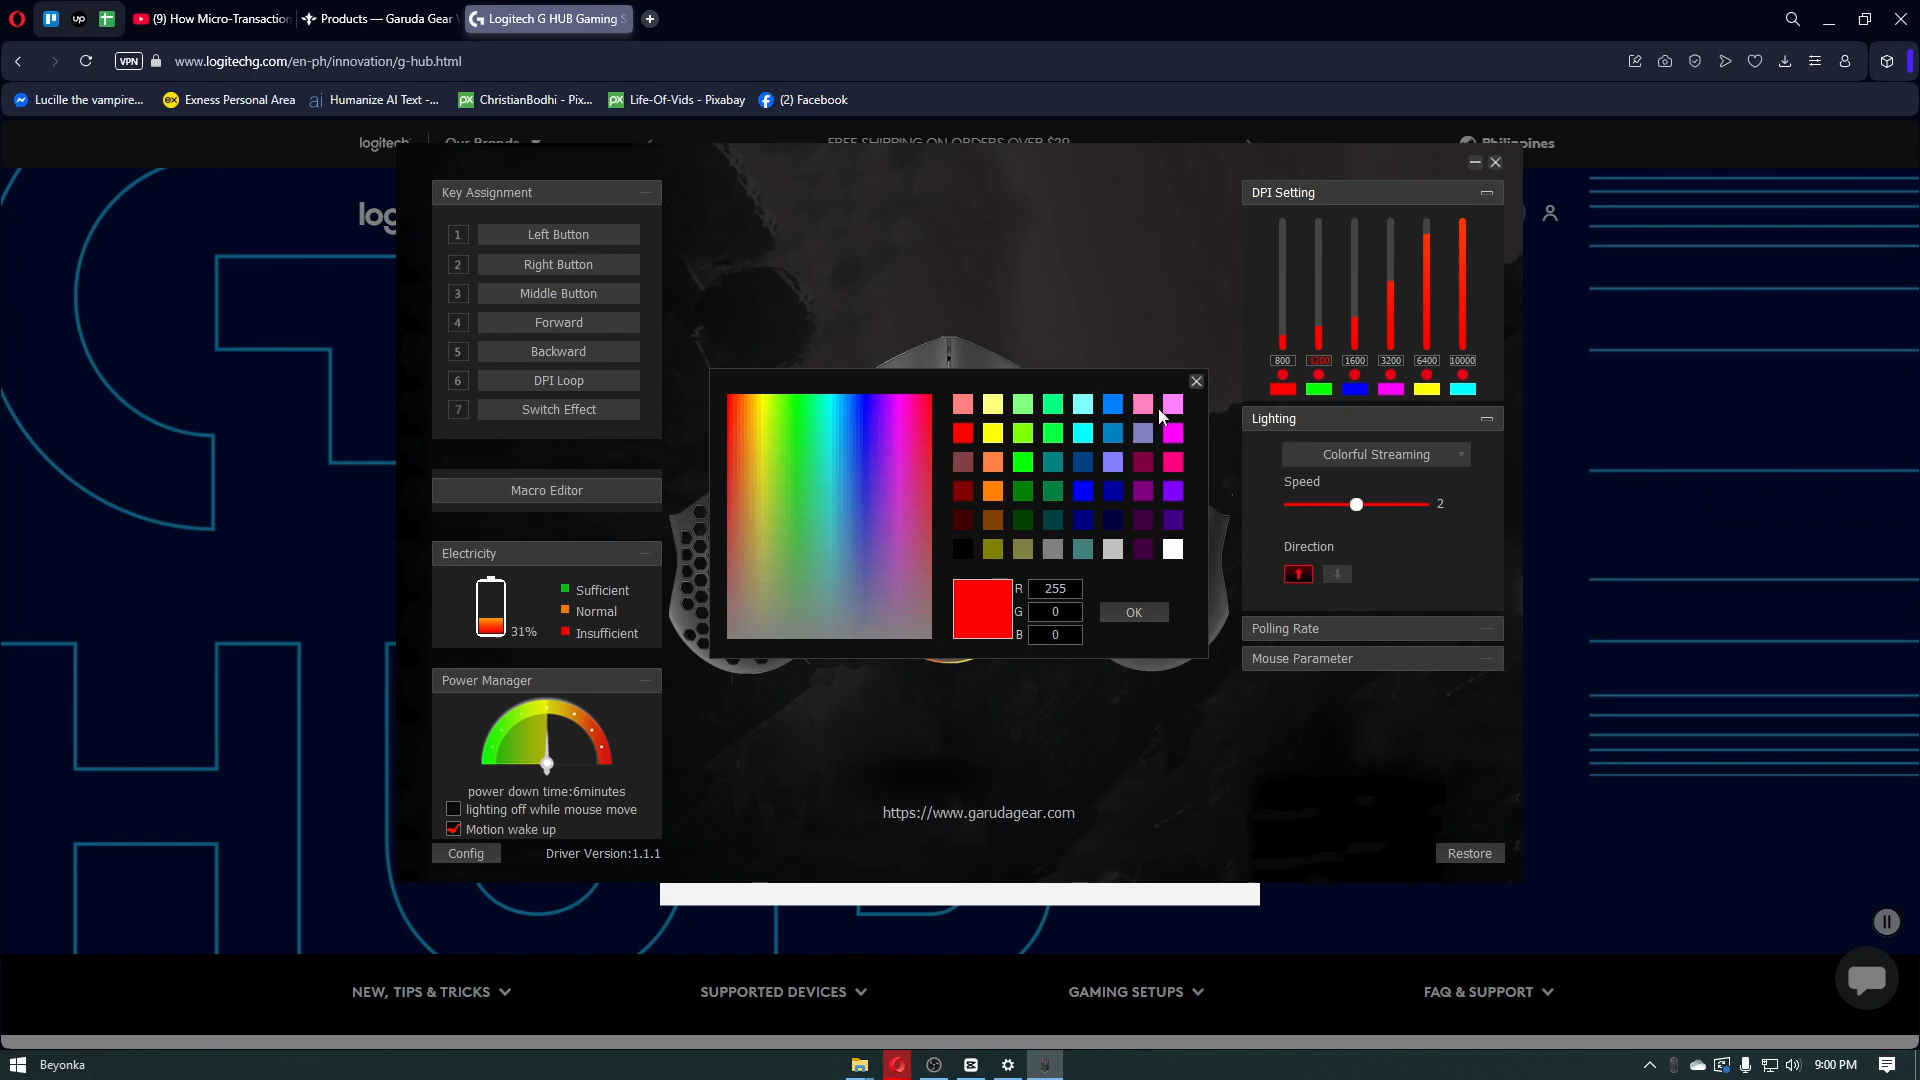 (9) How Micro-Transaction
Products — Garuda Gear
Logitech G HUB Gaming S
VPN
www.logitechg.com/en-ph/innovation/g-hub.html
Lucille the vampire...
Exness Personal Area
Humanize AI Text -...
ChristianBodhi - Pix...
Life-Of-Vids - Pixabay
(2) Facebook
logitech
Our Brands
FREE SHIPPING ON ORDERS OVER $29
Philippines
log
Key Assignment
1 Left Button
2 Right Button
3 Middle Button
4 Forward
5 Backward
6 DPI Loop
7 Switch Effect
Macro Editor
Electricity
31%
Sufficient
Normal
Insufficient
Power Manager
power down time:6minutes
lighting off while mouse move
Motion wake up
Config
Driver Version:1.1.1
R 255
G 0
B 0
OK
https://www.garudagear.com
DPI Setting
800 1200 1600 3200 6400 10000
Lighting
Colorful Streaming
Speed
2
Direction
Polling Rate
Mouse Parameter
Restore
NEW, TIPS & TRICKS
SUPPORTED DEVICES
GAMING SETUPS
FAQ & SUPPORT
Beyonka
9:00 PM